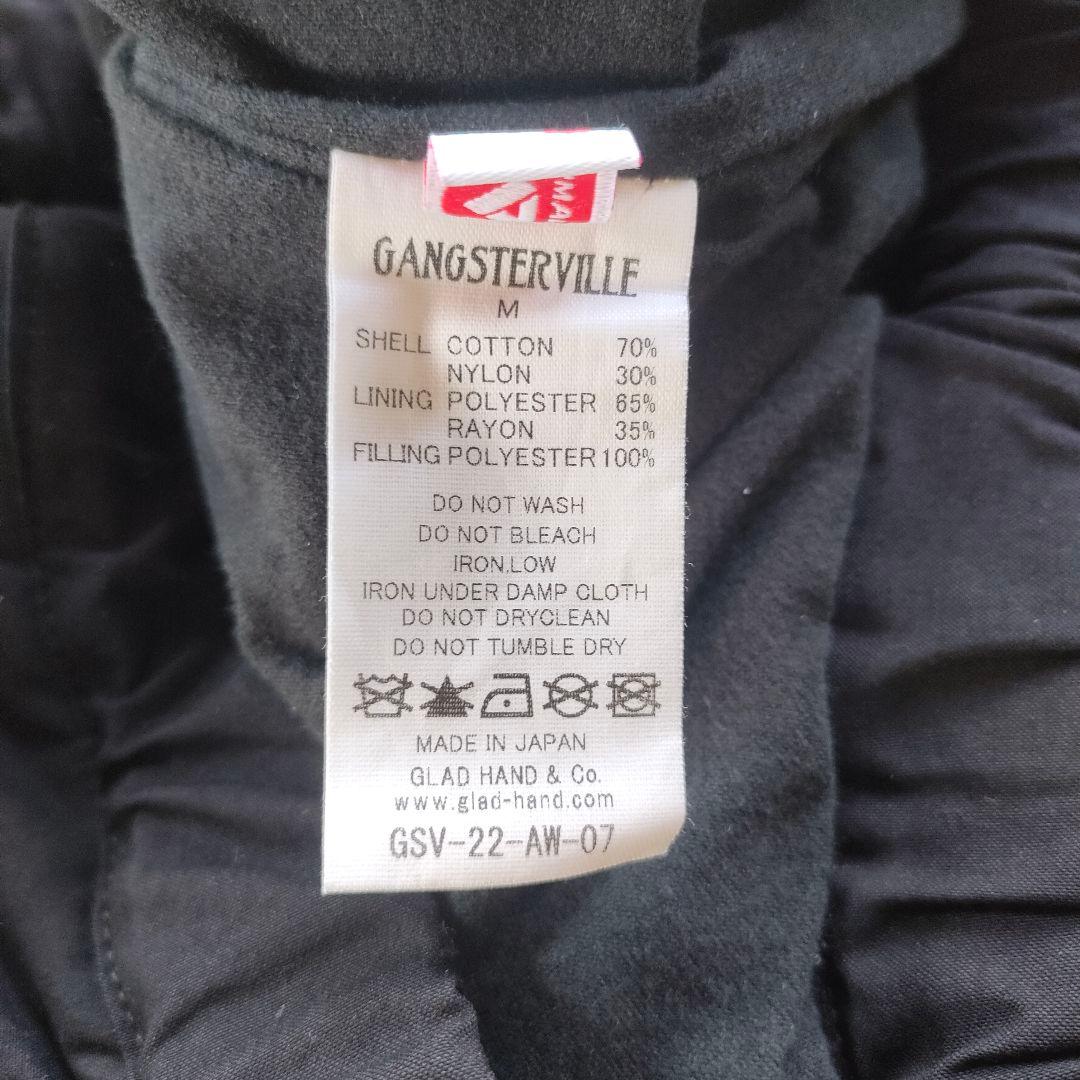 GANGSTERVILLE
M
SHELL COTTON 70%
NYLON 30%
LINING POLYESTER 65%
RAYON 35%
FILLING POLYESTER 100%
DO NOT WASH
DO NOT BLEACH
IRON.LOW
IRON UNDER DAMP CLOTH
DO NOT DRYCLEAN
DO NOT TUMBLE DRY
MADE IN JAPAN
GLAD HAND & Co.
www.glad-hand.com
GSV-22-AW-07